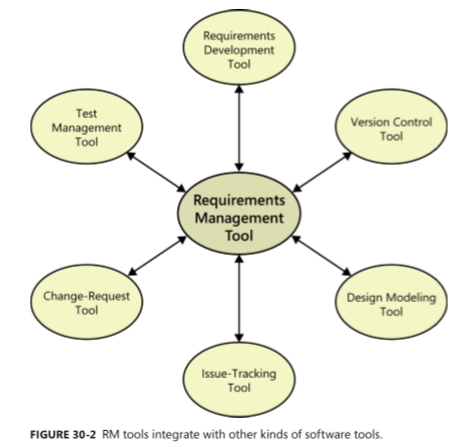 Requirements
Development
Tool
Test
Management
Tool
Version Control
Tool
Requirements
Management
Tool
Change-Request
Tool
Design Modeling
Tool
Issue-Tracking
Tool
FIGURE 30-2 RM tools integrate with other kinds of software tools.